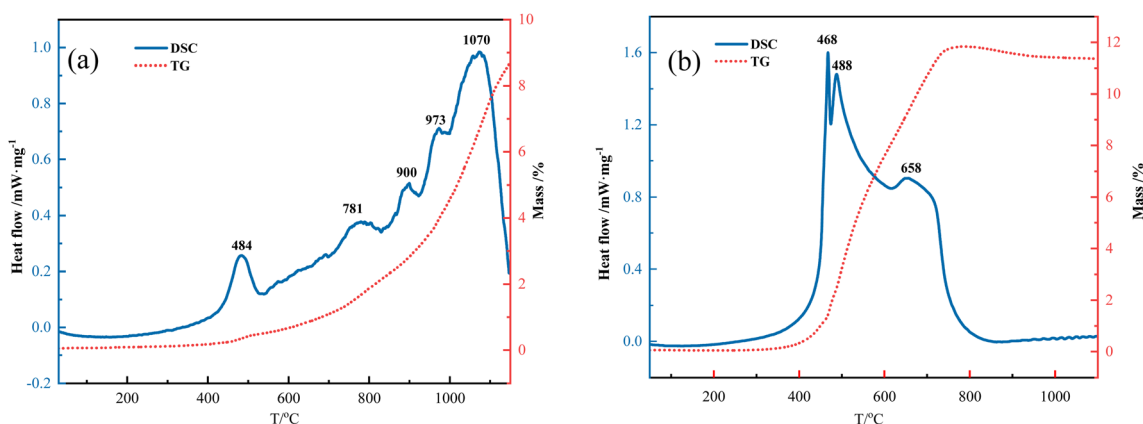 (a)
DSC
TG
1070
973
900
781
484
1.0
0.8
0.6
0.4
0.2
0.0
-0.2
Heat flow /mW·mg⁻¹
10
8
6
4
2
0
Mass /%
200 400 600 800 1000
T/°C
(b)
DSC
TG
468
488
658
1.6
1.2
0.8
0.4
0.0
Heat flow /mW·mg⁻¹
12
10
8
6
4
2
0
Mass /%
200 400 600 800 1000
T/°C